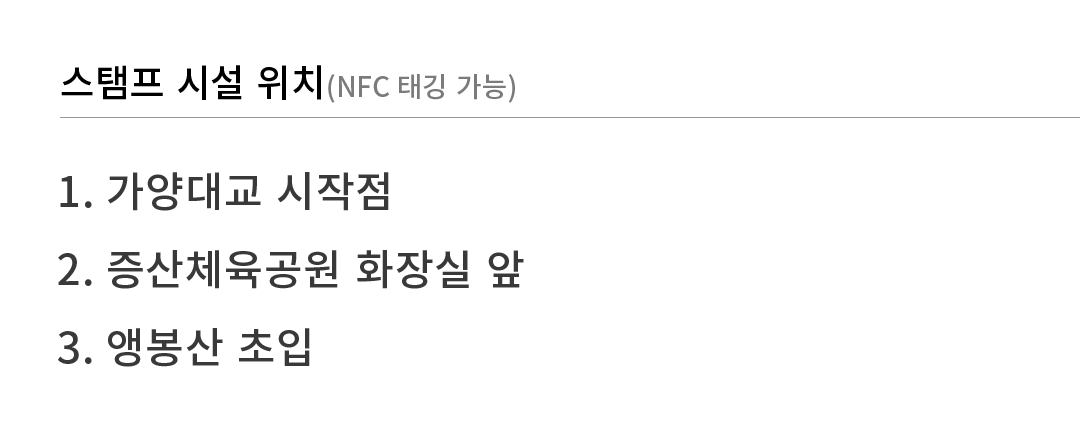 스탬프 시설 위치(NFC 태깅 가능)
1. 가양대교 시작점
2. 증산체육공원 화장실 앞
3. 앵봉산 초입